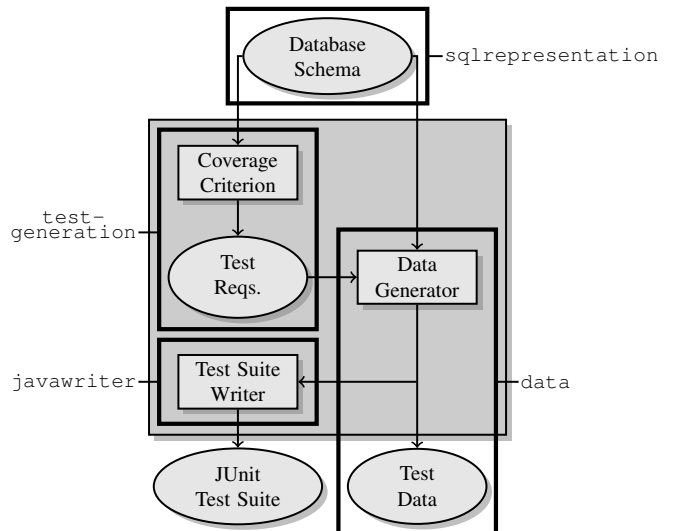 Database
Schema
sqlrepresentation
Coverage
Criterion
test-
generation
Test
Reqs.
Data
Generator
javawriter
Test Suite
Writer
data
JUnit
Test Suite
Test
Data